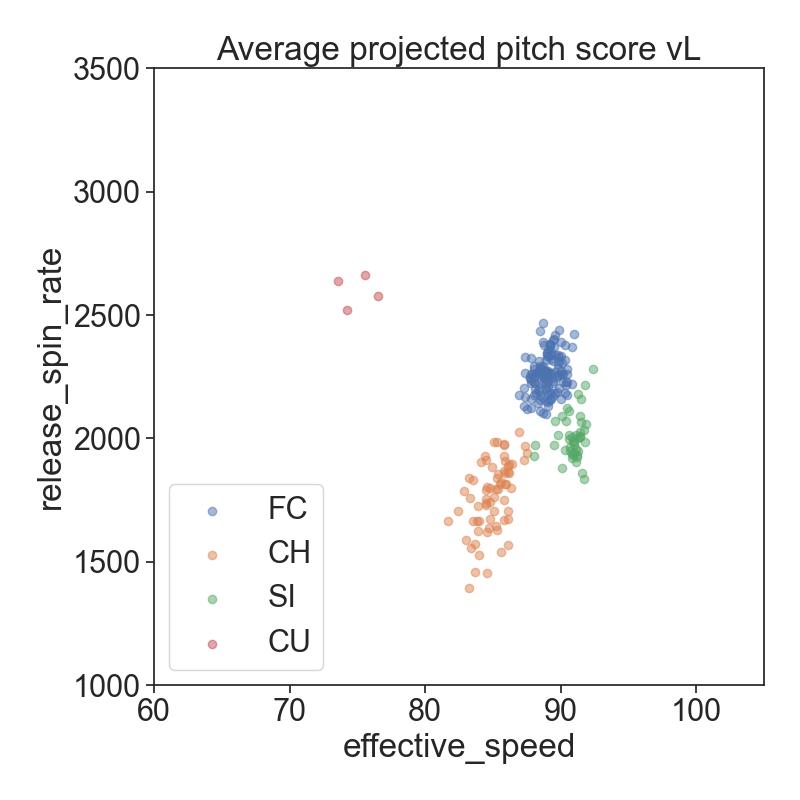 Average projected pitch score vL
3500
3000
2500
2000
1500
1000
release_spin_rate
FC
CH
SI
CU
60
70
80
90
100
effective_speed